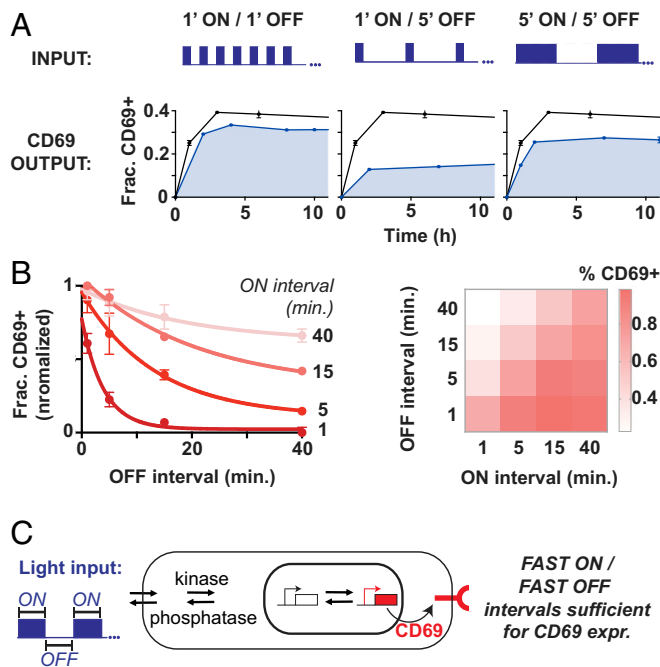 A
1’ ON / 1’ OFF
1’ ON / 5’ OFF
5’ ON / 5’ OFF
INPUT:
CD69
OUTPUT:
Frac. CD69+
0.4
0.2
0
0 5 10
0 5 10
0 5 10
Time (h)
B
Frac. CD69+
(nromalized)
1
0
0 20 40
OFF interval (min.)
ON interval
(min.)
40
15
5
1
% CD69+
OFF interval (min.)
40
15
5
1
1 5 15 40
ON interval (min.)
0.8
0.6
0.4
C
Light input:
ON ON
OFF
kinase
phosphatase
CD69
FAST ON /
FAST OFF
intervals sufficient
for CD69 expr.